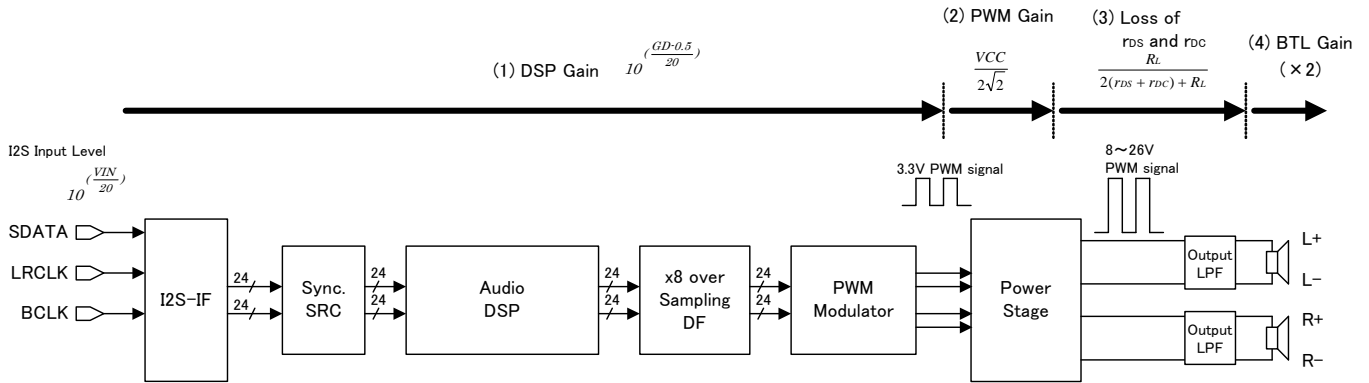 (2) PWM Gain
(3) Loss of
rDS and rDC
(4) BTL Gain
(×2)
(1) DSP Gain 10^((GD-0.5)/20)
VCC
2√2
RL
2(rDS + rDC) + RL
I2S Input Level
10^(VIN/20)
3.3V PWM signal
8～26V
PWM signal
SDATA
LRCLK
BCLK
I2S-IF
24
24
Sync.
SRC
24
24
Audio
DSP
24
24
x8 over
Sampling
DF
24
24
PWM
Modulator
Power
Stage
Output
LPF
L+
L-
Output
LPF
R+
R-